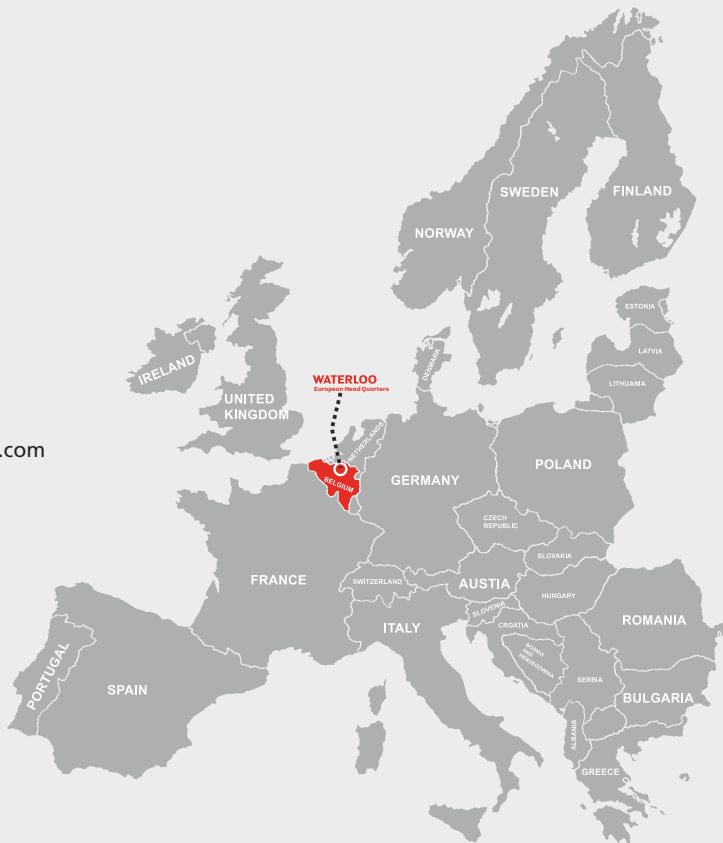 SWEDEN
FINLAND
NORWAY
ESTONIA
LATVIA
DENMARK
IRELAND
WATERLOO
European Head Quarters
LITHUANIA
UNITED
KINGDOM
NETHERLANDS
.com
BELGIUM
GERMANY
POLAND
CZECH
REPUBLIC
SLOVAKIA
FRANCE
SWITZERLAND
AUSTIA
HUNGARY
SLOVENIA
CROATIA
ITALY
ROMANIA
BOSNIA
AND
HERZEGOWINA
PORTUGAL
SPAIN
SERBIA
BULGARIA
ALBANIA
GREECE